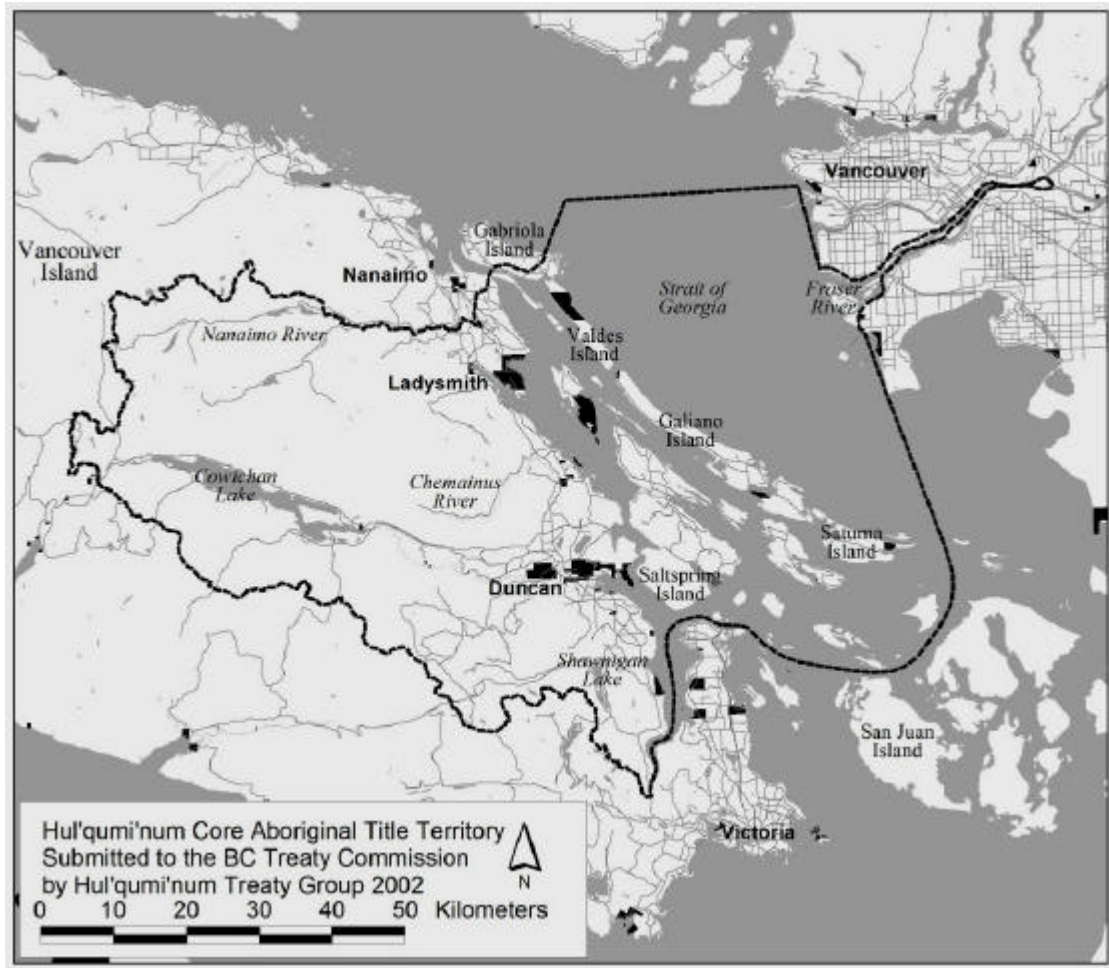 Vancouver
Gabriola
Island
Vancouver
Island
Nanaimo
Strait of
Georgia
Fraser
River
Nanaimo River
Valdes
Island
Ladysmith
Galiano
Island
Cowichan
Lake
Chemainus
River
Saturna
Island
Duncan
Saltspring
Island
Shawnigan
Lake
San Juan
Island
Victoria
Hul'qumi'num Core Aboriginal Title Territory
Submitted to the BC Treaty Commission
by Hul'qumi'num Treaty Group 2002
N
0 10 20 30 40 50 Kilometers